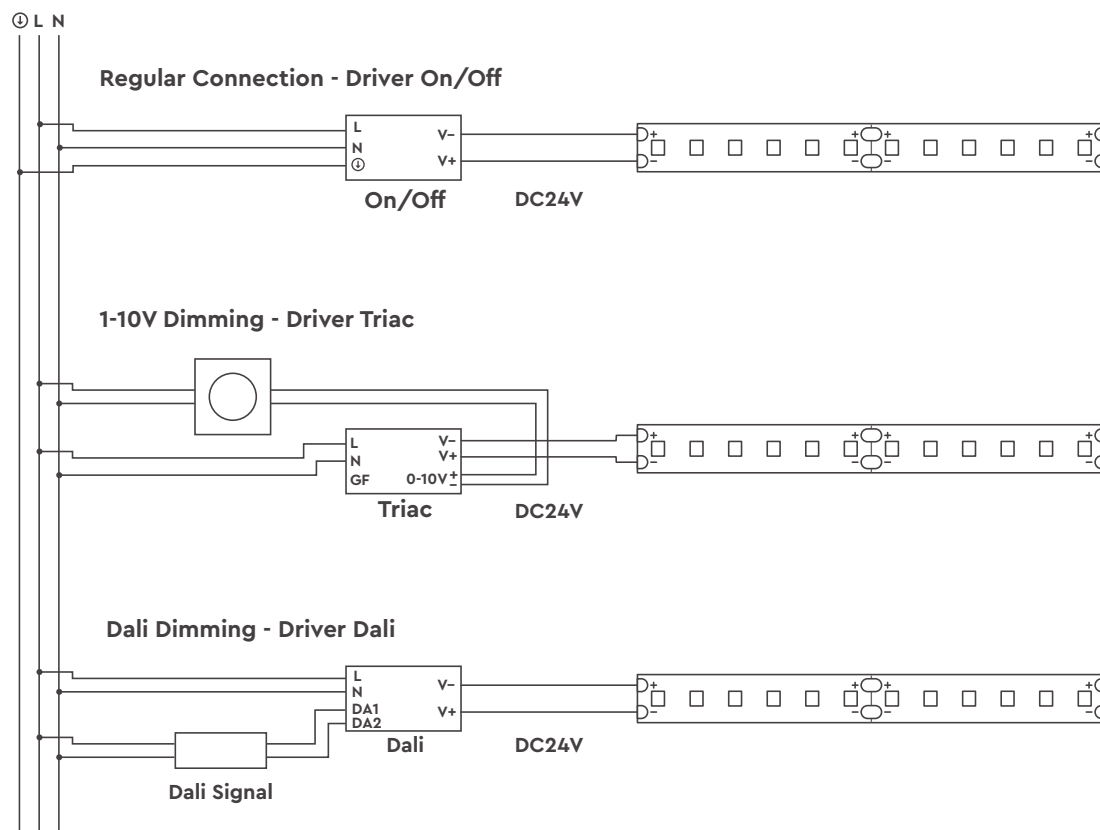 ⏚ L N
Regular Connection - Driver On/Off
L
N
⏚
V-
V+
On/Off
DC24V
+ + + +
- - - -
1-10V Dimming - Driver Triac
L
N
GF
V-
V+
0-10V +
-
Triac
DC24V
+ + + +
- - - -
Dali Dimming - Driver Dali
L
N
DA1
DA2
V-
V+
Dali
DC24V
+ + + +
- - - -
Dali Signal